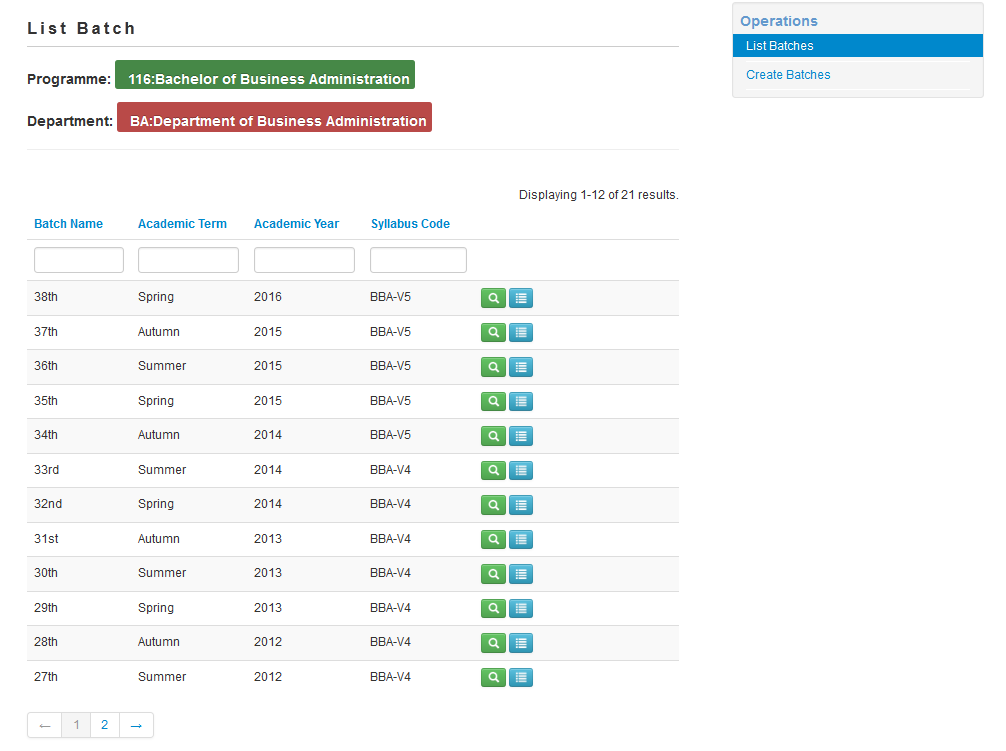 List Batch
Programme: 116:Bachelor of Business Administration
Department: BA:Department of Business Administration
Displaying 1-12 of 21 results.
Batch Name Academic Term Academic Year Syllabus Code
38th Spring 2016 BBA-V5
37th Autumn 2015 BBA-V5
36th Summer 2015 BBA-V5
35th Spring 2015 BBA-V5
34th Autumn 2014 BBA-V5
33rd Summer 2014 BBA-V4
32nd Spring 2014 BBA-V4
31st Autumn 2013 BBA-V4
30th Summer 2013 BBA-V4
29th Spring 2013 BBA-V4
28th Autumn 2012 BBA-V4
27th Summer 2012 BBA-V4
← 1 2 →
Operations
List Batches
Create Batches